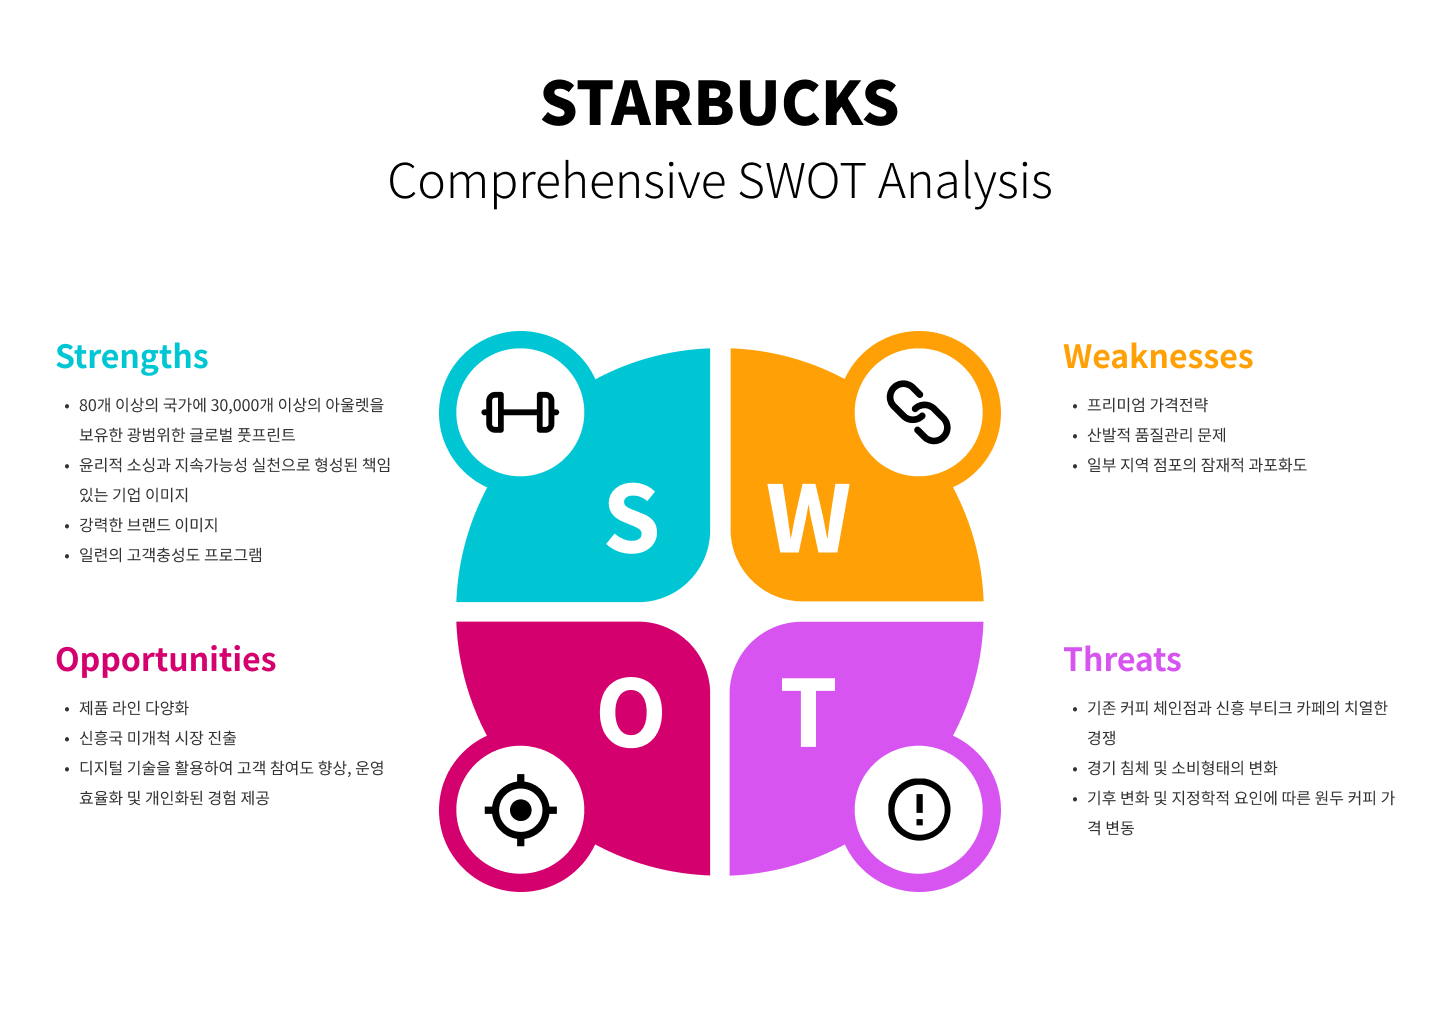 STARBUCKS
Comprehensive SWOT Analysis
Strengths
• 80개 이상의 국가에 30,000개 이상의 아울렛을
보유한 광범위한 글로벌 풋프린트
• 윤리적 소싱과 지속가능성 실천으로 형성된 책임
있는 기업 이미지
• 강력한 브랜드 이미지
• 일련의 고객충성도 프로그램
S
W
Weaknesses
• 프리미엄 가격전략
• 산발적 품질관리 문제
• 일부 지역 점포의 잠재적 과포화도
Opportunities
• 제품 라인 다양화
• 신흥국 미개척 시장 진출
• 디지털 기술을 활용하여 고객 참여도 향상, 운영
효율화 및 개인화된 경험 제공
O
T
Threats
• 기존 커피 체인점과 신흥 부티크 카페의 치열한
경쟁
• 경기 침체 및 소비형태의 변화
• 기후 변화 및 지정학적 요인에 따른 원두 커피 가
격 변동